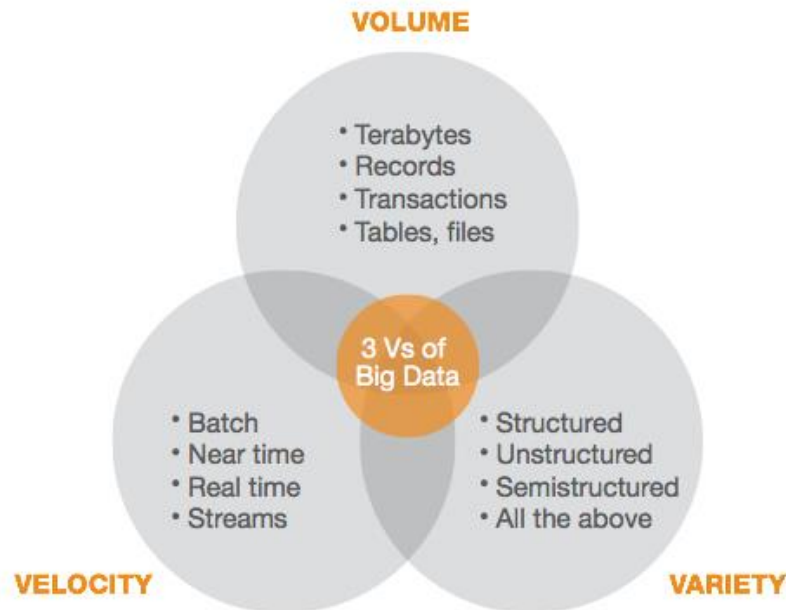 VOLUME
• Terabytes
• Records
• Transactions
• Tables, files
3 Vs of
Big Data
• Batch
• Near time
• Real time
• Streams
• Structured
• Unstructured
• Semistructured
• All the above
VELOCITY
VARIETY